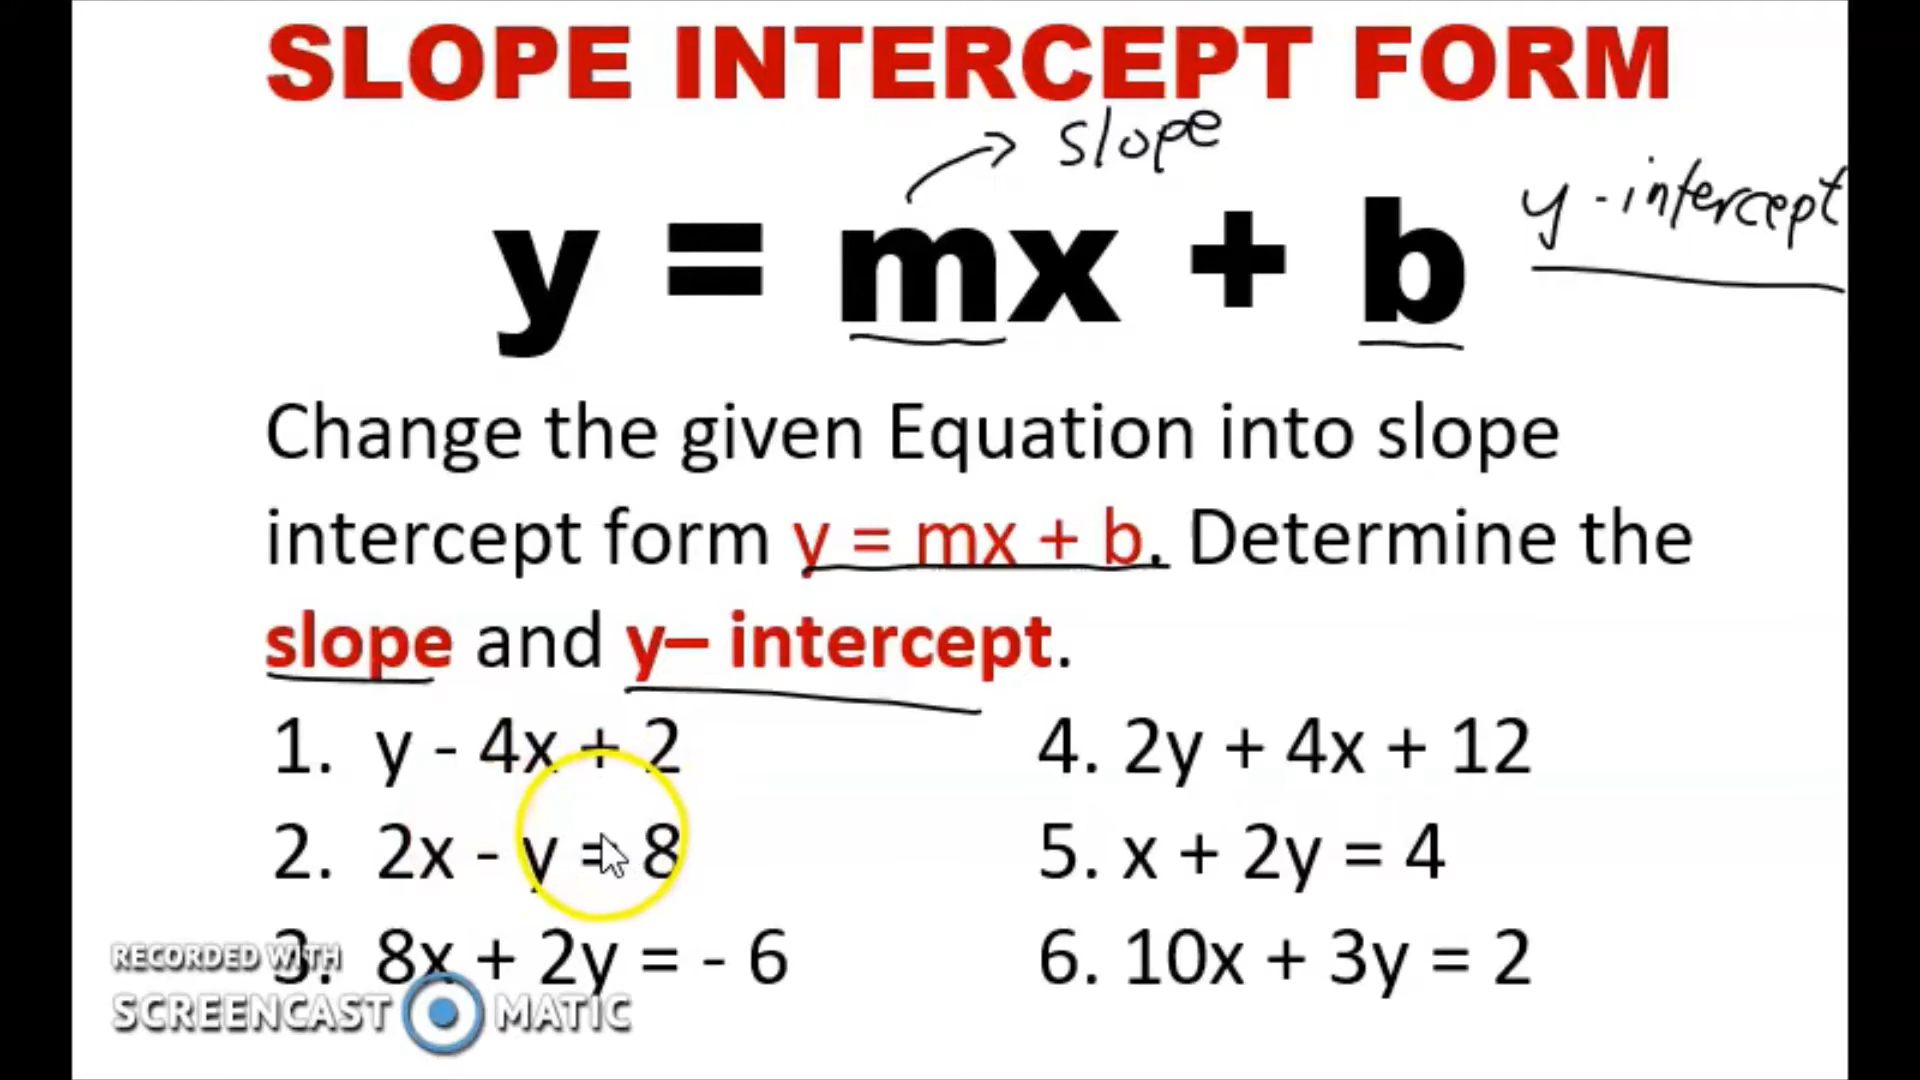 SLOPE INTERCEPT FORM
slope
y = mx + b
y-intercept
Change the given Equation into slope
intercept form y = mx + b. Determine the
slope and y– intercept.
1. y - 4x + 2
2. 2x - y = 8
3. 8x + 2y = - 6
4. 2y + 4x + 12
5. x + 2y = 4
6. 10x + 3y = 2
RECORDED WITH
SCREENCAST MATIC